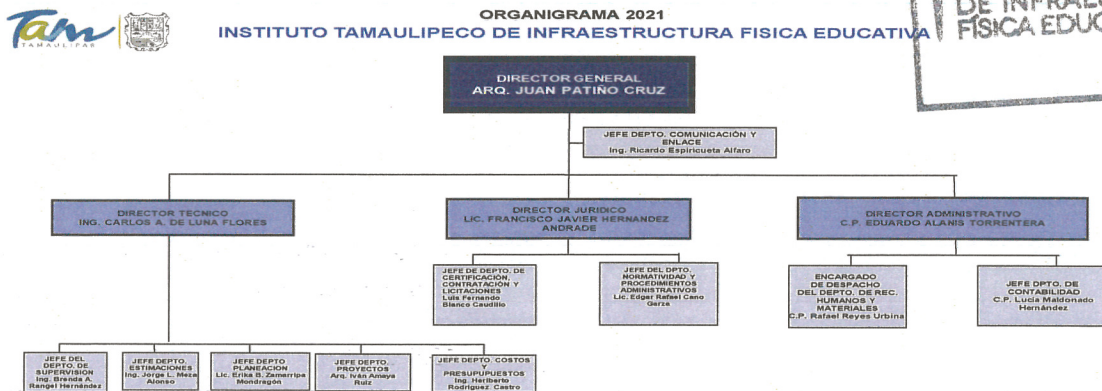 Tam
TAMAULIPAS
ORGANIGRAMA 2021
INSTITUTO TAMAULIPECO DE INFRAESTRUCTURA FISICA EDUCATIVA
DE INFRAES
FÍSICA EDUC
DIRECTOR GENERAL
ARQ. JUAN PATIÑO CRUZ
JEFE DEPTO. COMUNICACIÓN Y
ENLACE
Ing. Ricardo Espiricueta Alfaro
DIRECTOR TECNICO
ING. CARLOS A. DE LUNA FLORES
DIRECTOR JURIDICO
LIC. FRANCISCO JAVIER HERNANDEZ
ANDRADE
DIRECTOR ADMINISTRATIVO
C.P. EDUARDO ALANIS TORRENTERA
JEFE DE DEPTO. DE
CERTIFICACIÓN,
CONTRATACIÓN Y
LICITACIONES
Luis Fernando
Blanco Caudillo
JEFE DEL DPTO.
NORMATIVIDAD Y
PROCEDIMIENTOS
ADMINISTRATIVOS
Lic. Edgar Rafael Cano
Garza
ENCARGADO
DE DESPACHO
DEL DEPTO. DE REC.
HUMANOS Y
MATERIALES
C.P. Rafael Reyes Urbina
JEFE DPTO. DE
CONTABILIDAD
C.P. Lucia Maldonado
Hernández
JEFE DEL
DEPTO. DE
SUPERVISIÓN
Ing. Brenda A.
Rangel Hernández
JEFE DEPTO.
ESTIMACIONES
Ing. Jorge L. Meza
Alonso
JEFE DEPTO
PLANEACION
Lic. Erika B. Zamarripa
Mondragón
JEFE DEPTO.
PROYECTOS
Arq. Iván Amaya
Ruiz
JEFE DEPTO. COSTOS
Y
PRESUPUPUESTOS
Ing. Heriberto
Rodríguez Castro